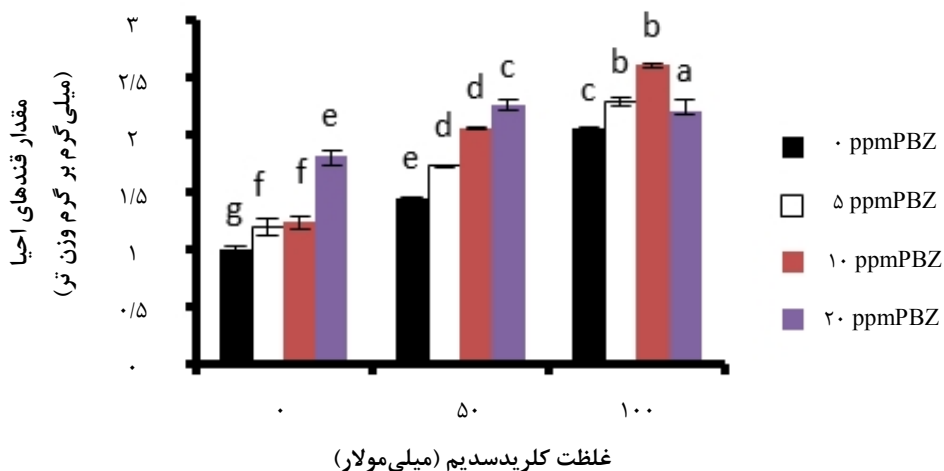 مقدار قندهای احیا
(میلی‌گرم بر گرم وزن تر)
۳
۲/۵
۲
۱/۵
۱
۰/۵
۰
g f f e
e d d c
c b b a
۰ ۵۰ ۱۰۰
غلظت کلریدسدیم (میلی‌مولار)
۰ ppmPBZ
۵ ppmPBZ
۱۰ ppmPBZ
۲۰ ppmPBZ